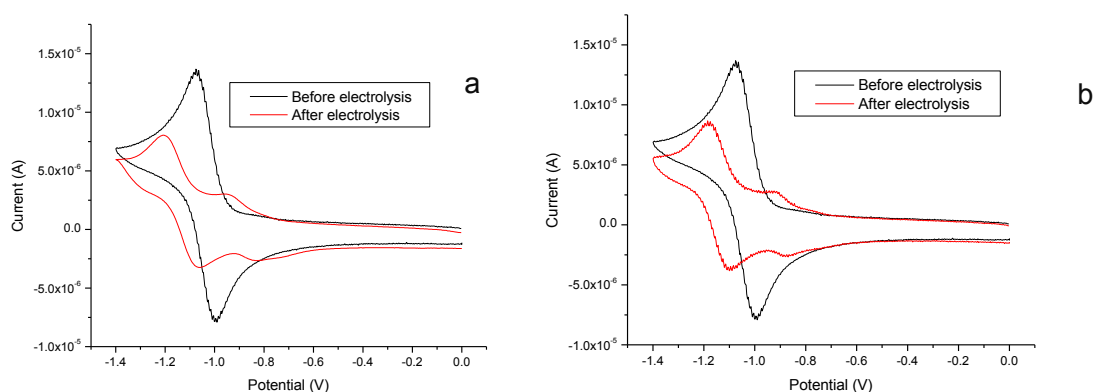 a
Before electrolysis
After electrolysis
1.5x10⁻⁵
1.0x10⁻⁵
5.0x10⁻⁶
0.0
-5.0x10⁻⁶
-1.0x10⁻⁵
Current (A)
-1.4
-1.2
-1.0
-0.8
-0.6
-0.4
-0.2
0.0
Potential (V)
b
Before electrolysis
After electrolysis
1.5x10⁻⁵
1.0x10⁻⁵
5.0x10⁻⁶
0.0
-5.0x10⁻⁶
-1.0x10⁻⁵
Current (A)
-1.4
-1.2
-1.0
-0.8
-0.6
-0.4
-0.2
0.0
Potential (V)